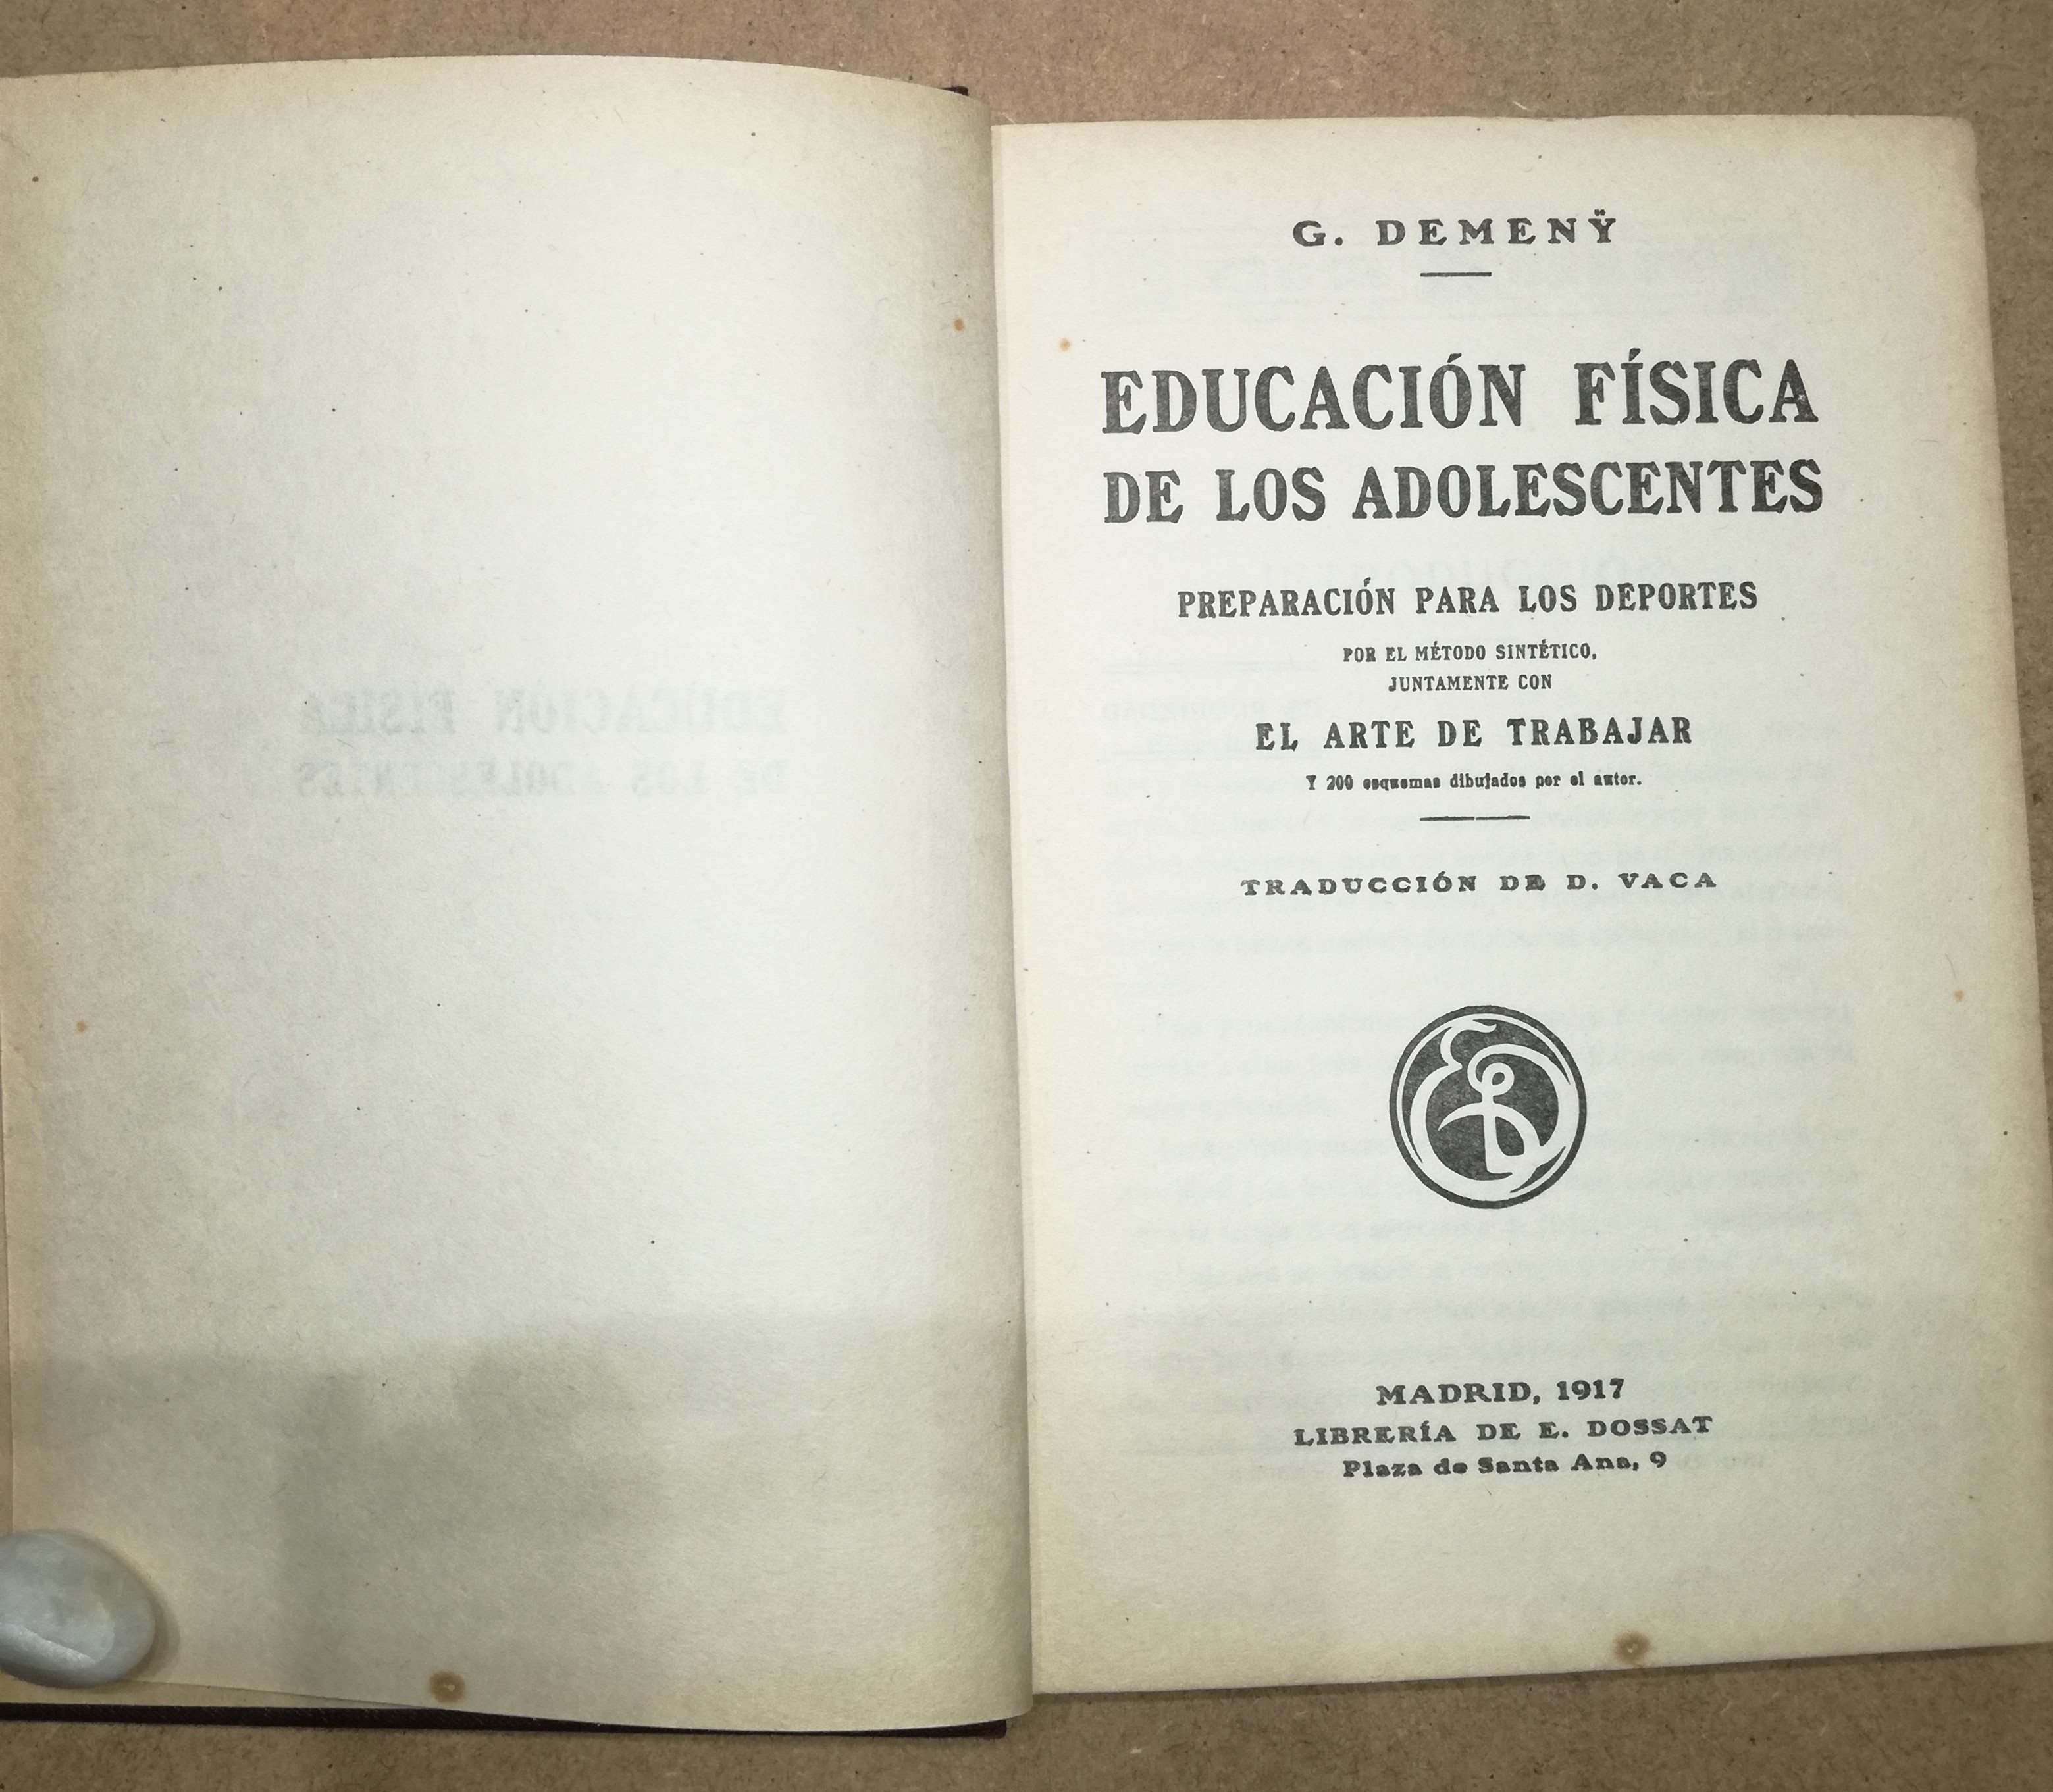 G. DEMENŸ
EDUCACIÓN FÍSICA
DE LOS ADOLESCENTES
PREPARACIÓN PARA LOS DEPORTES
POR EL MÉTODO SINTÉTICO,
JUNTAMENTE CON
EL ARTE DE TRABAJAR
Y 200 esquemas dibujados por el autor.
TRADUCCIÓN DE D. VACA
MADRID, 1917
LIBRERÍA DE E. DOSSAT
Plaza de Santa Ana, 9